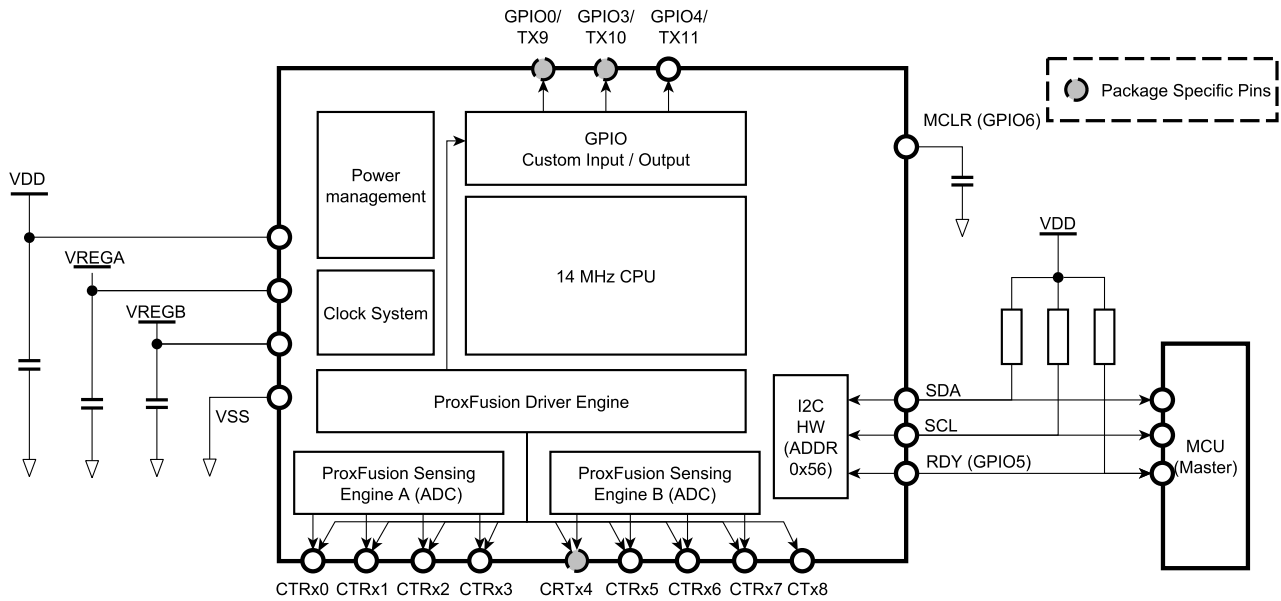 GPIO0/ GPIO3/ GPIO4/
TX9 TX10 TX11
Package Specific Pins
MCLR (GPIO6)
GPIO
Custom Input / Output
Power
management
VDD
VREGA
VREGB
VSS
14 MHz CPU
Clock System
VDD
ProxFusion Driver Engine
I2C
HW
(ADDR
0x56)
SDA
SCL
RDY (GPIO5)
MCU
(Master)
ProxFusion Sensing
Engine A (ADC)
ProxFusion Sensing
Engine B (ADC)
CTRx0 CTRx1 CTRx2 CTRx3 CRTx4 CTRx5 CTRx6 CTRx7 CTx8